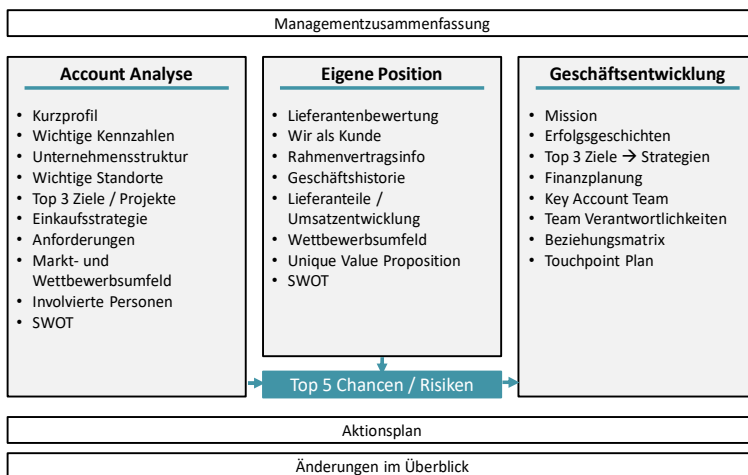 Managementzusammenfassung
Account Analyse
• Kurzprofil
• Wichtige Kennzahlen
• Unternehmensstruktur
• Wichtige Standorte
• Top 3 Ziele / Projekte
• Einkaufsstrategie
• Anforderungen
• Markt- und
Wettbewerbsumfeld
• Involvierte Personen
• SWOT
Eigene Position
• Lieferantenbewertung
• Wir als Kunde
• Rahmenvertragsinfo
• Geschäftshistorie
• Lieferanteile /
Umsatzentwicklung
• Wettbewerbsumfeld
• Unique Value Proposition
• SWOT
Geschäftsentwicklung
• Mission
• Erfolgsgeschichten
• Top 3 Ziele → Strategien
• Finanzplanung
• Key Account Team
• Team Verantwortlichkeiten
• Beziehungsmatrix
• Touchpoint Plan
Top 5 Chancen / Risiken
Aktionsplan
Änderungen im Überblick